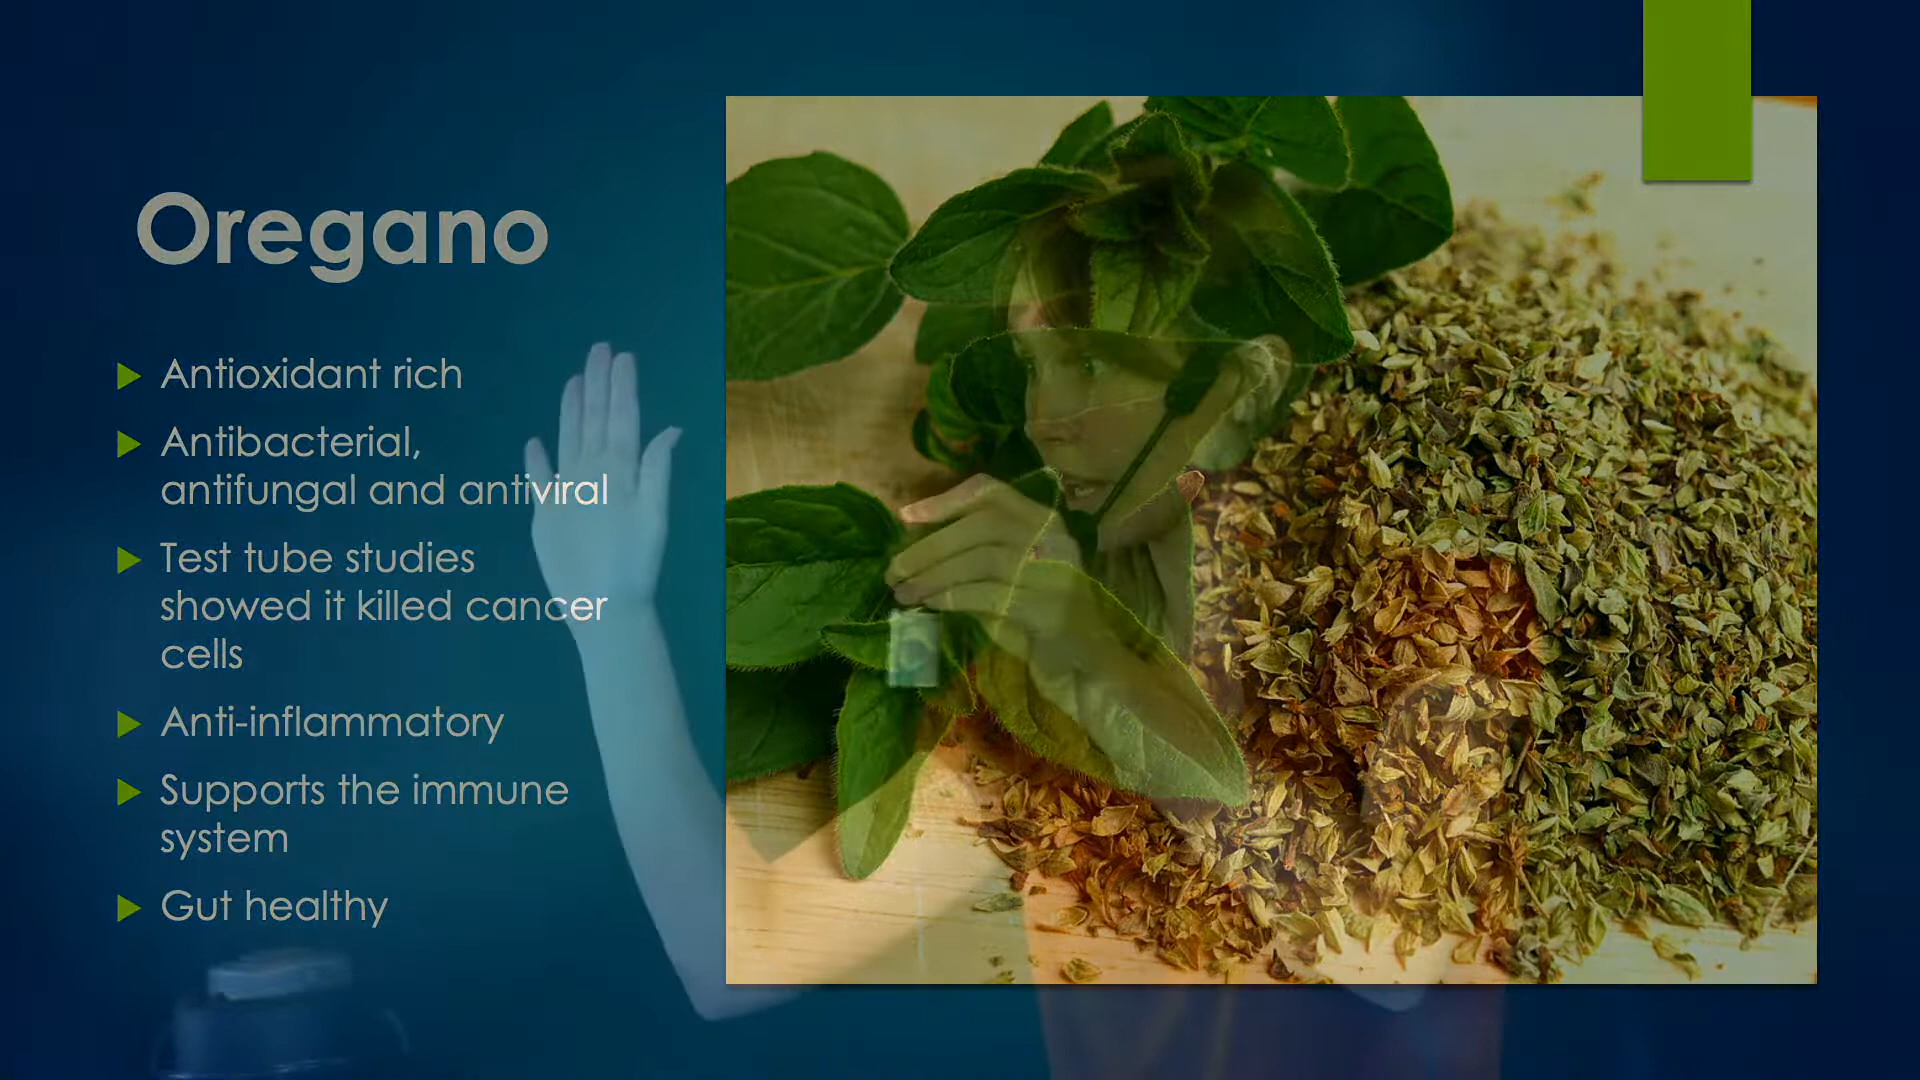 Oregano
Antioxidant rich
Antibacterial,
antifungal and antiviral
Test tube studies
showed it killed cancer
cells
Anti-inflammatory
Supports the immune
system
Gut healthy